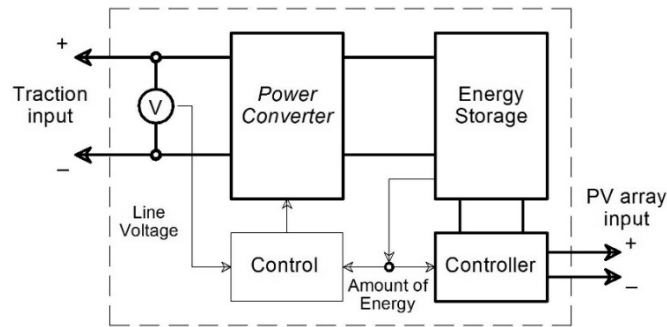 +
Traction
input
–
V
Power
Converter
Energy
Storage
Line
Voltage
Control
Amount of
Energy
Controller
PV array
input
+
–